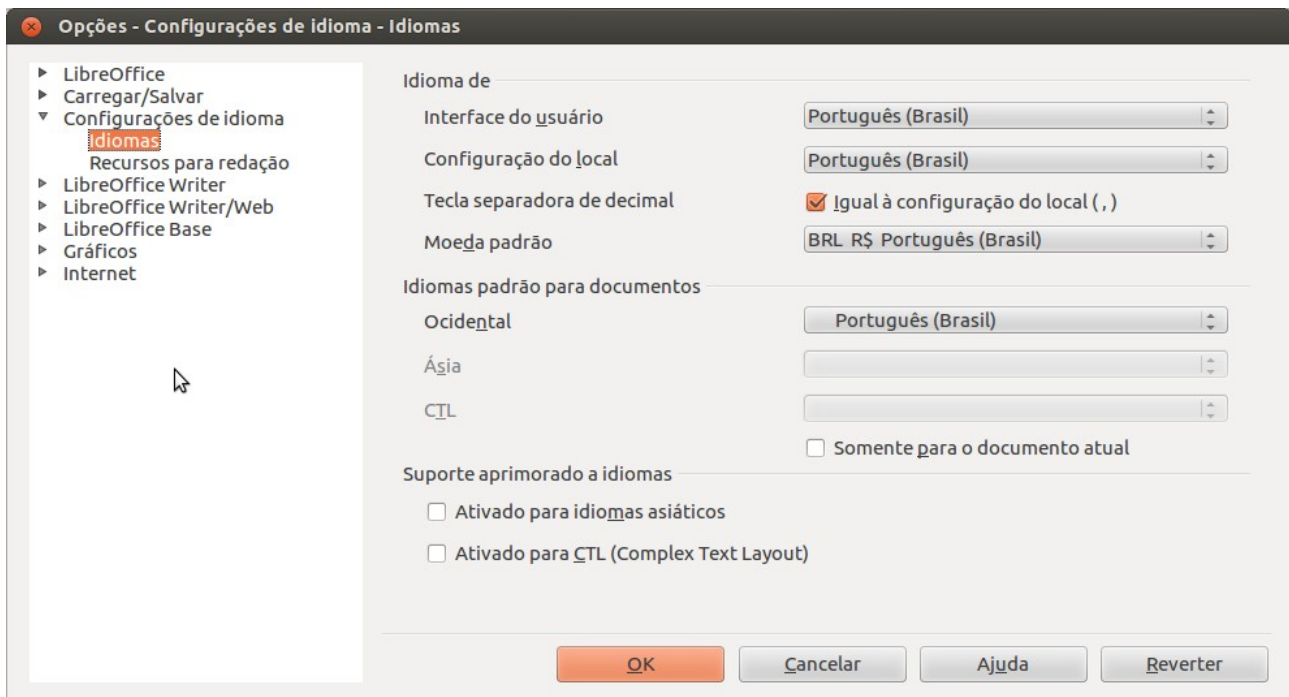 Opções - Configurações de idioma - Idiomas
LibreOffice
Carregar/Salvar
Configurações de idioma
Idiomas
Recursos para redação
LibreOffice Writer
LibreOffice Writer/Web
LibreOffice Base
Gráficos
Internet
Idioma de
Interface do usuário Português (Brasil)
Configuração do local Português (Brasil)
Tecla separadora de decimal Igual à configuração do local ( , )
Moeda padrão BRL R$ Português (Brasil)
Idiomas padrão para documentos
Ocidental Português (Brasil)
Ásia
CTL
Somente para o documento atual
Suporte aprimorado a idiomas
Ativado para idiomas asiáticos
Ativado para CTL (Complex Text Layout)
OK Cancelar Ajuda Reverter